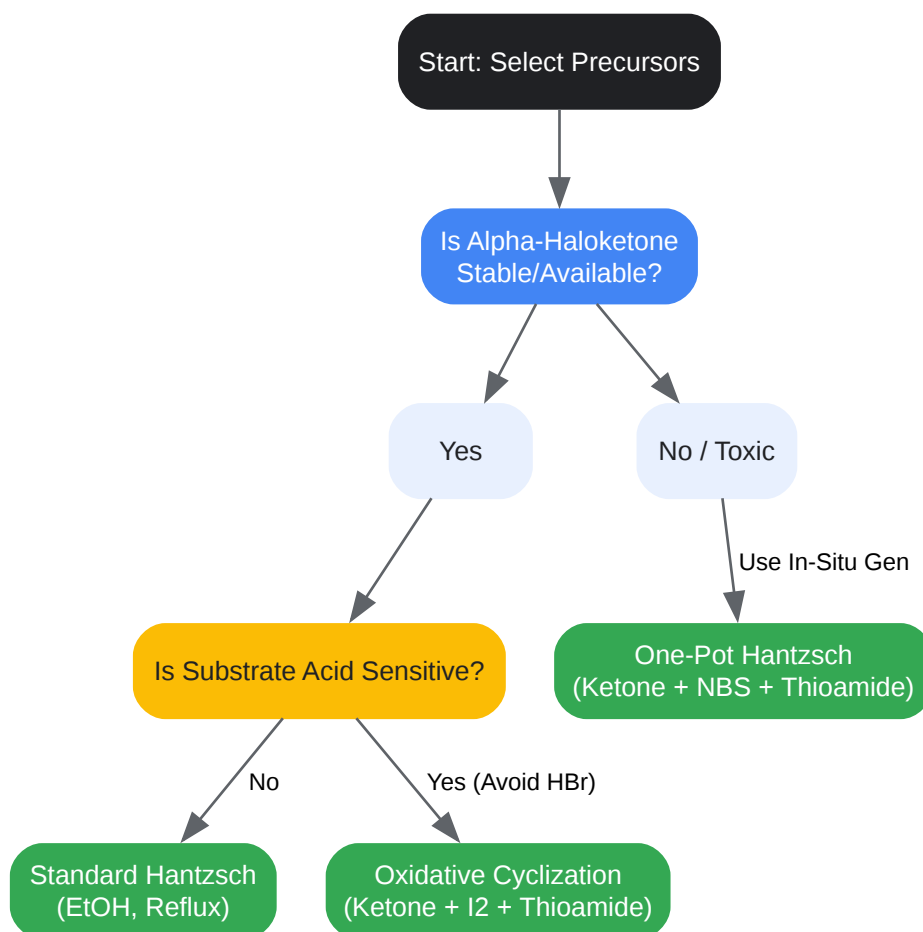 Start: Select Precursors
Is Alpha-Haloketone
Stable/Available?
Yes
No / Toxic
Use In-Situ Gen
Is Substrate Acid Sensitive?
One-Pot Hantzsch
(Ketone + NBS + Thioamide)
No
Yes (Avoid HBr)
Standard Hantzsch
(EtOH, Reflux)
Oxidative Cyclization
(Ketone + I2 + Thioamide)